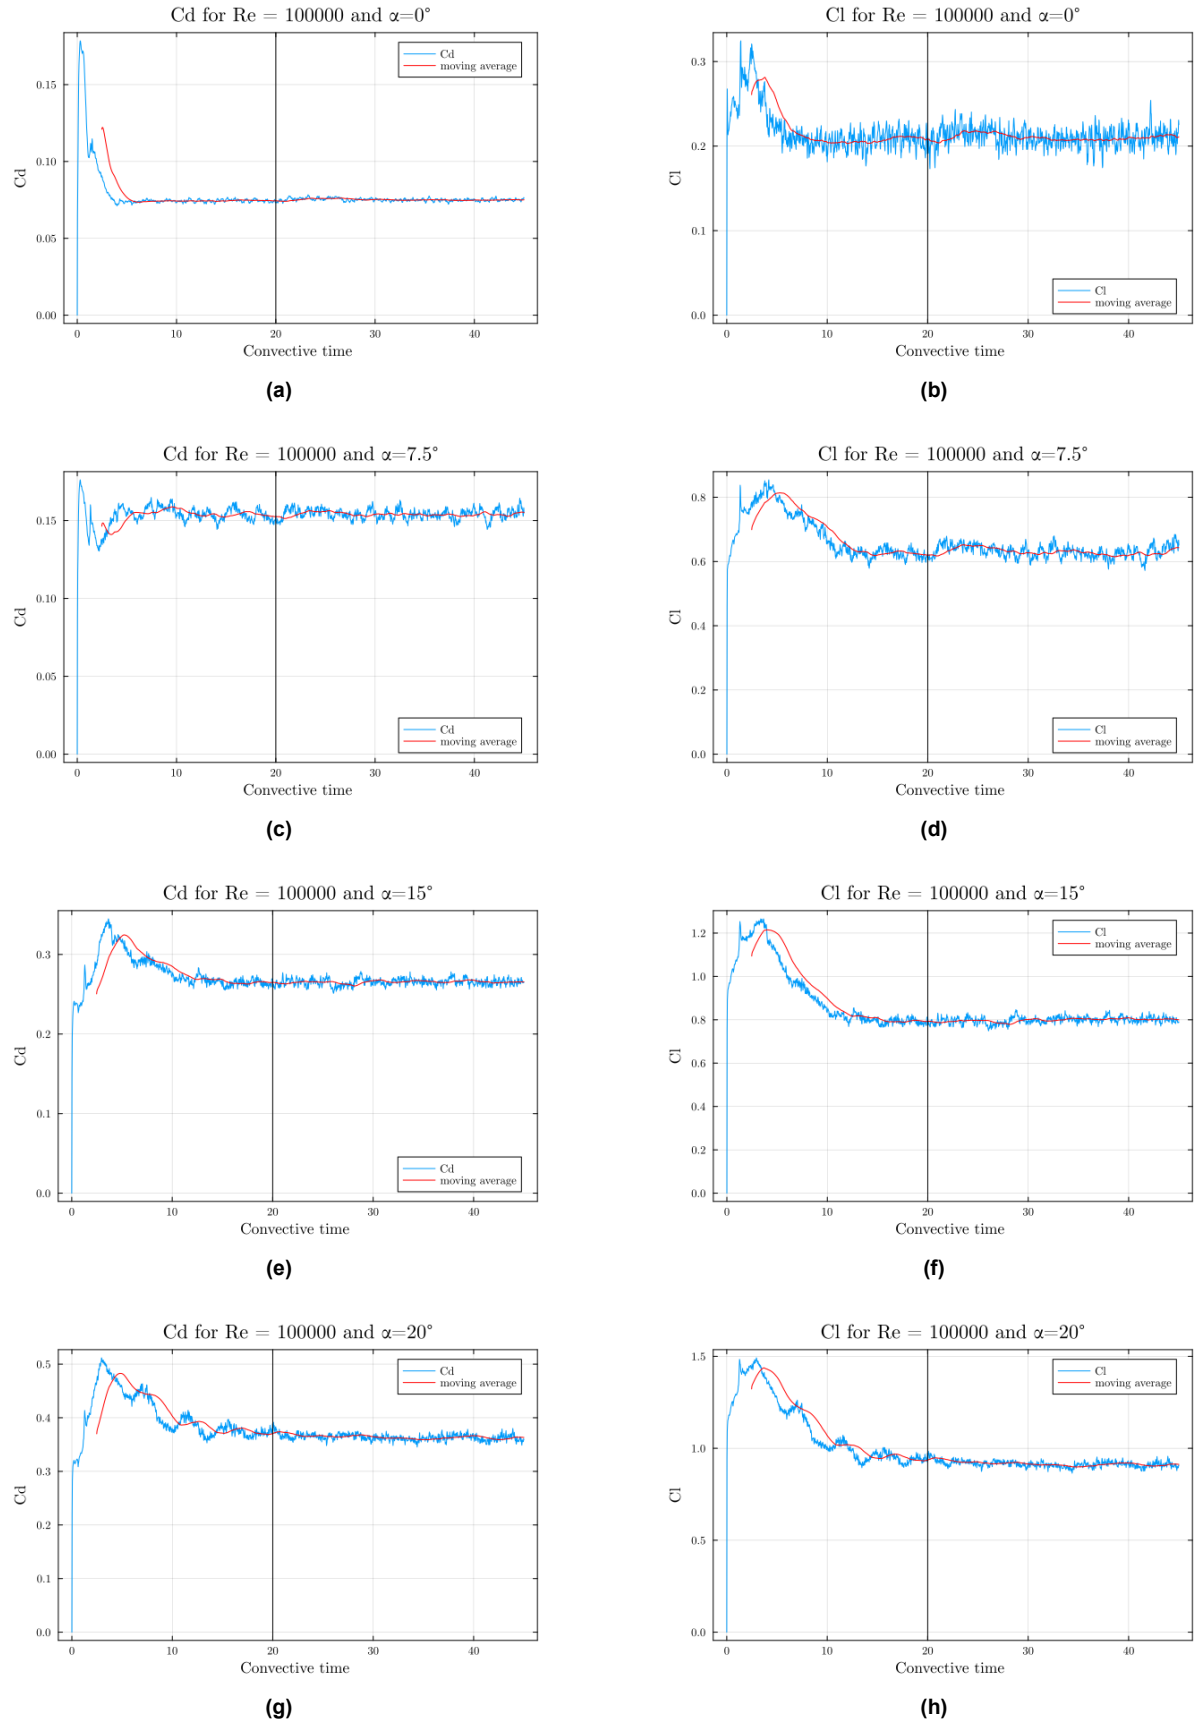 Cd for Re = 100000 and α=0°
Cd
0.15
0.10
0.05
0.00
Cd
moving average
0 10 20 30 40
Convective time
(a)
Cl for Re = 100000 and α=0°
Cl
0.3
0.2
0.1
0.0
Cl
moving average
0 10 20 30 40
Convective time
(b)
Cd for Re = 100000 and α=7.5°
Cd
0.15
0.10
0.05
0.00
Cd
moving average
0 10 20 30 40
Convective time
(c)
Cl for Re = 100000 and α=7.5°
Cl
0.8
0.6
0.4
0.2
0.0
Cl
moving average
0 10 20 30 40
Convective time
(d)
Cd for Re = 100000 and α=15°
Cd
0.3
0.2
0.1
0.0
Cd
moving average
0 10 20 30 40
Convective time
(e)
Cl for Re = 100000 and α=15°
Cl
1.2
1.0
0.8
0.6
0.4
0.2
0.0
Cl
moving average
0 10 20 30 40
Convective time
(f)
Cd for Re = 100000 and α=20°
Cd
0.5
0.4
0.3
0.2
0.1
0.0
Cd
moving average
0 10 20 30 40
Convective time
(g)
Cl for Re = 100000 and α=20°
Cl
1.5
1.0
0.5
0.0
Cl
moving average
0 10 20 30 40
Convective time
(h)